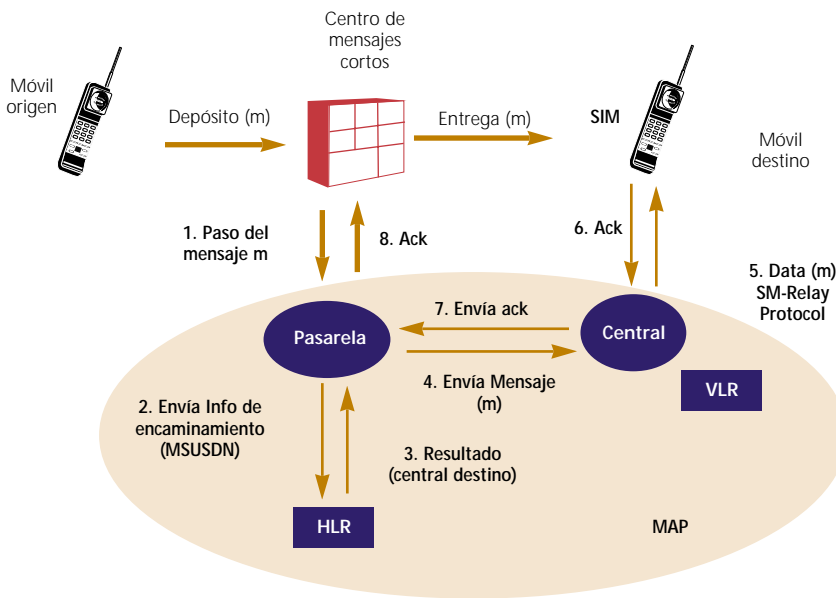 Centro de
mensajes
cortos
Móvil
origen
Depósito (m)
Entrega (m)
SIM
Móvil
destino
1. Paso del
mensaje m
8. Ack
6. Ack
5. Data (m)
SM-Relay
Protocol
Pasarela
7. Envía ack
Central
4. Envía Mensaje
(m)
VLR
2. Envía Info de
encaminamiento
(MSUSDN)
3. Resultado
(central destino)
HLR
MAP